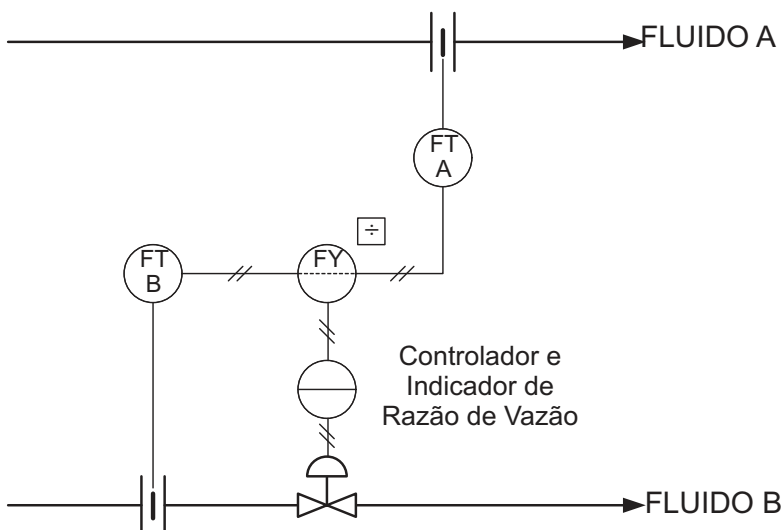 FLUIDO A
FT
A
÷
FT
B
FY
Controlador e
Indicador de
Razão de Vazão
FLUIDO B